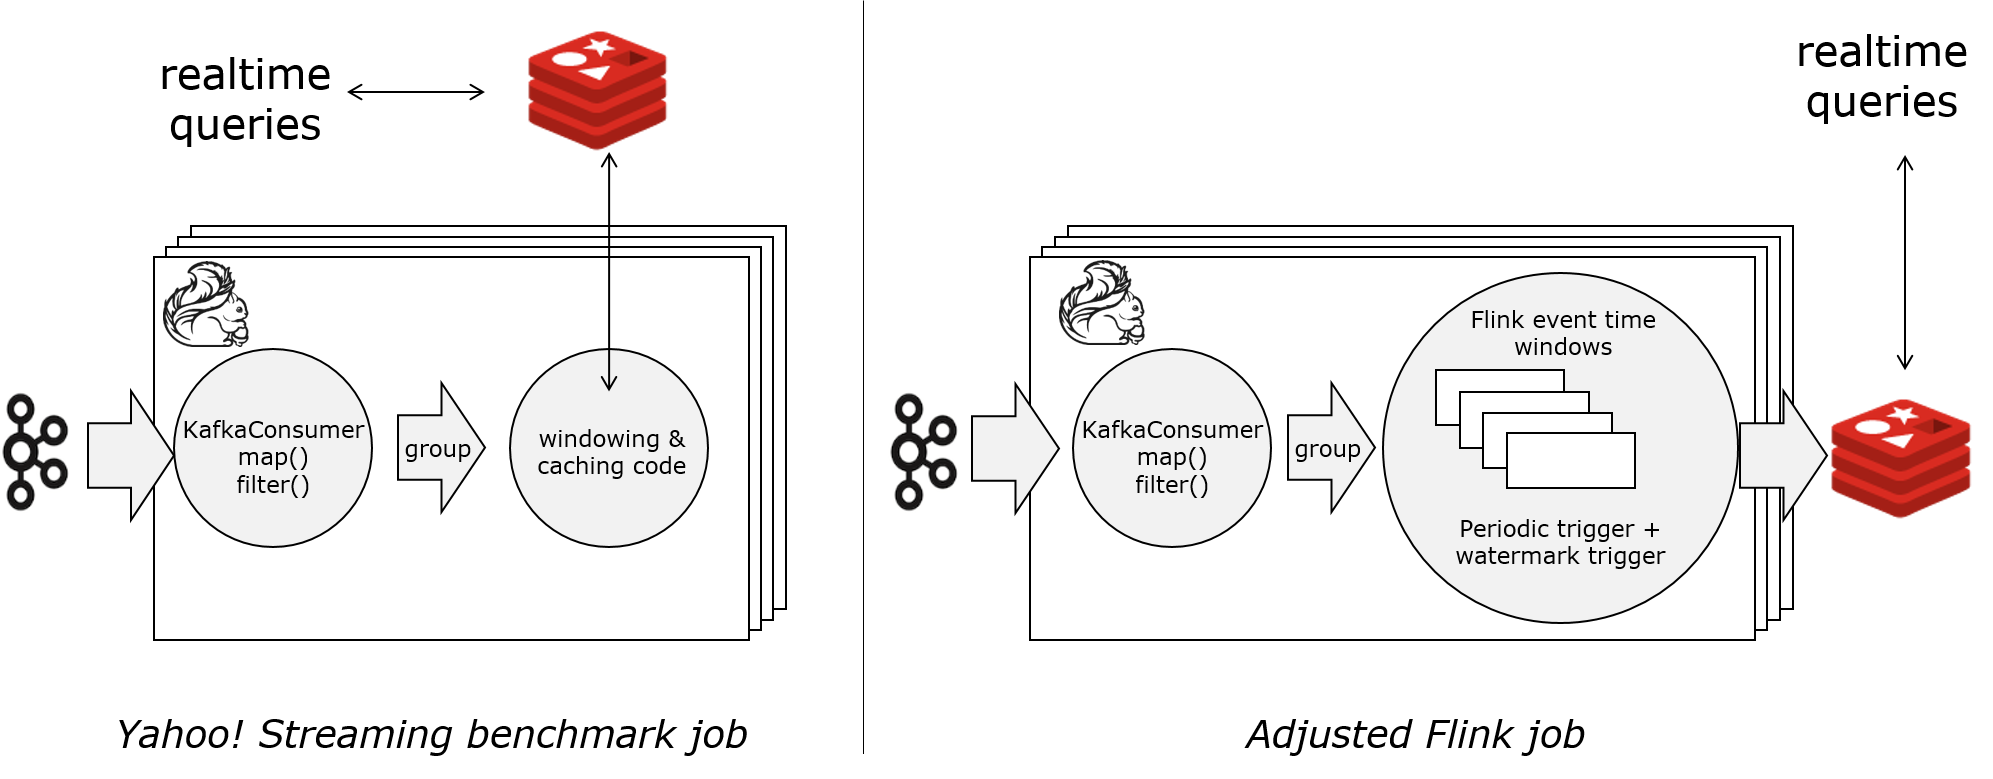 realtime
queries
KafkaConsumer
map()
filter()
group
windowing &
caching code
Yahoo! Streaming benchmark job
realtime
queries
KafkaConsumer
map()
filter()
group
Flink event time
windows
Periodic trigger +
watermark trigger
Adjusted Flink job